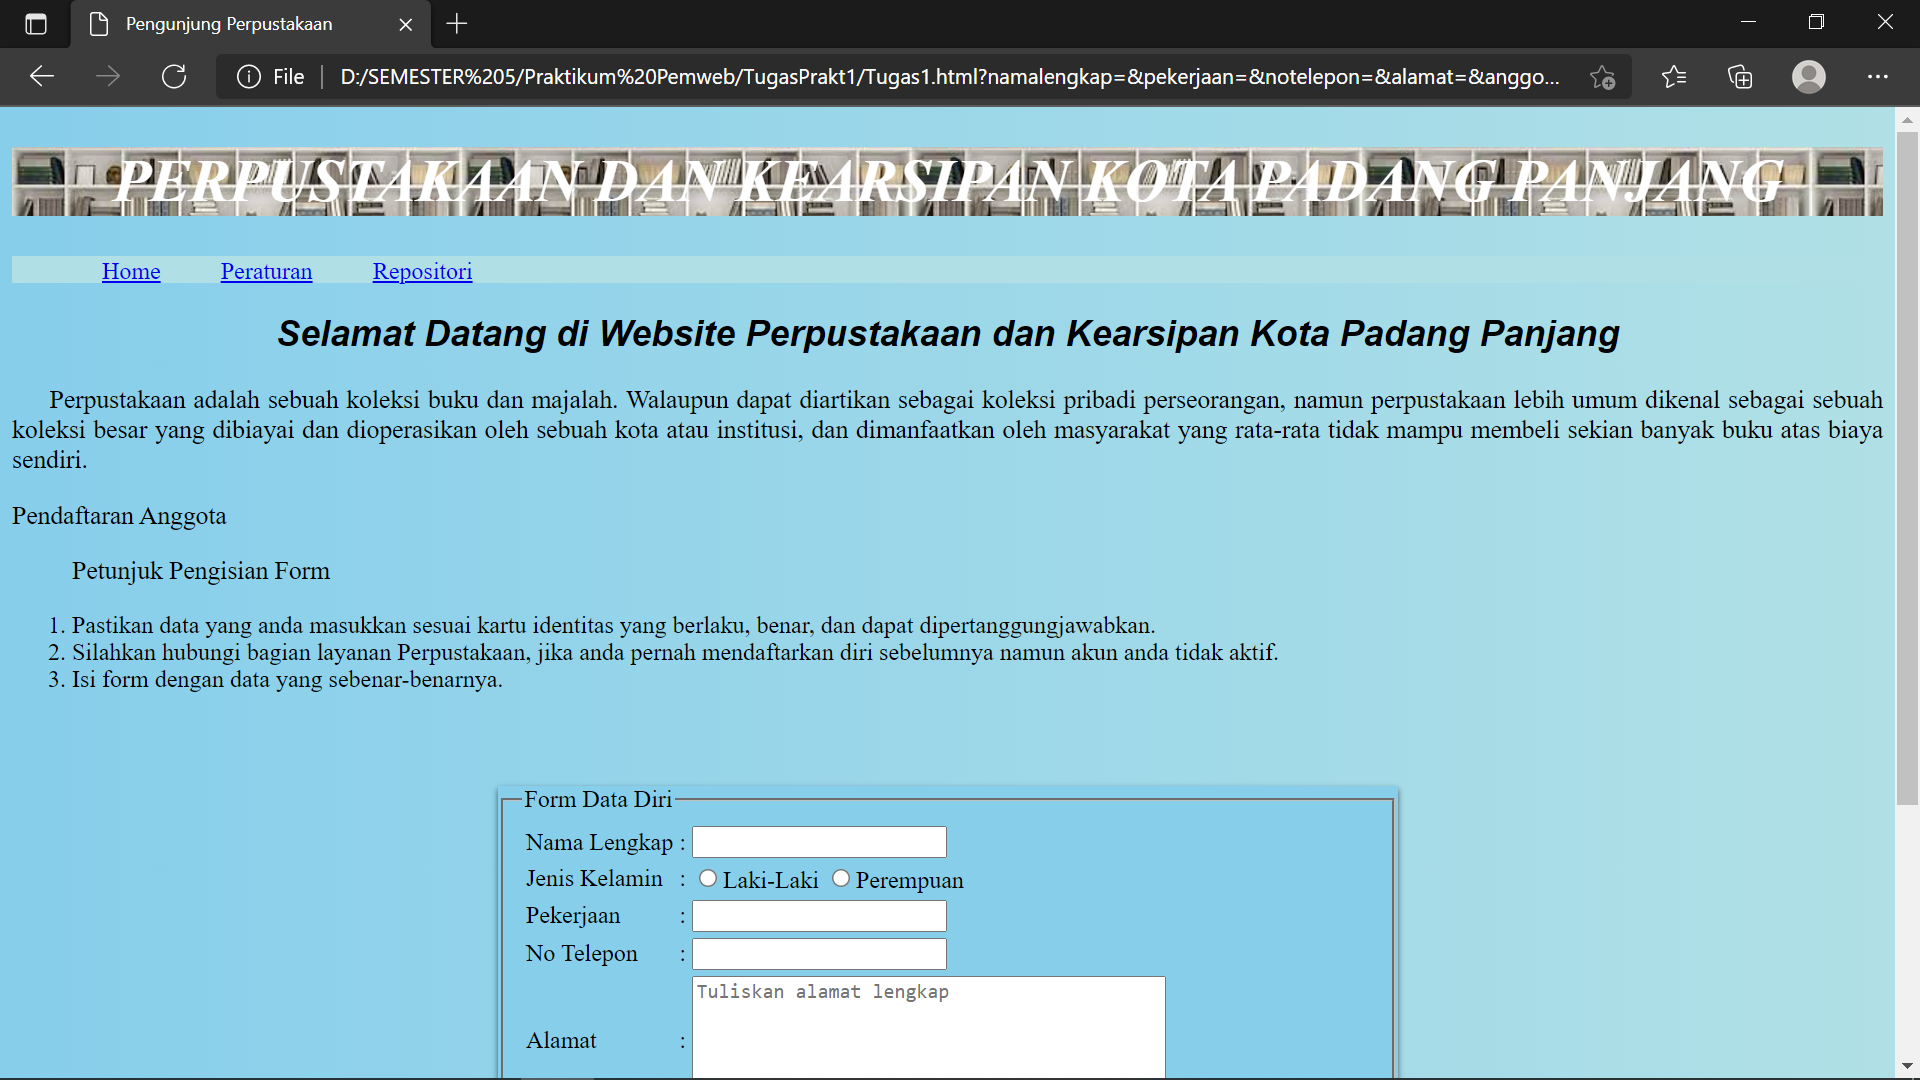 Pengunjung Perpustakaan
File
D:/SEMESTER%205/Praktikum%20Pemweb/TugasPrakt1/Tugas1.html?namalengkap=&pekerjaan=&notelepon=&alamat=&anggo...
PERPUSTAKAAN DAN KEARSIPAN KOTA PADANG PANJANG
Home Peraturan Repositori
Selamat Datang di Website Perpustakaan dan Kearsipan Kota Padang Panjang
Perpustakaan adalah sebuah koleksi buku dan majalah. Walaupun dapat diartikan sebagai koleksi pribadi perseorangan, namun perpustakaan lebih umum dikenal sebagai sebuah
koleksi besar yang dibiayai dan dioperasikan oleh sebuah kota atau institusi, dan dimanfaatkan oleh masyarakat yang rata-rata tidak mampu membeli sekian banyak buku atas biaya
sendiri.
Pendaftaran Anggota
Petunjuk Pengisian Form
1. Pastikan data yang anda masukkan sesuai kartu identitas yang berlaku, benar, dan dapat dipertanggungjawabkan.
2. Silahkan hubungi bagian layanan Perpustakaan, jika anda pernah mendaftarkan diri sebelumnya namun akun anda tidak aktif.
3. Isi form dengan data yang sebenar-benarnya.
Form Data Diri
Nama Lengkap :
Jenis Kelamin : Laki-Laki Perempuan
Pekerjaan :
No Telepon :
Tuliskan alamat lengkap
Alamat :